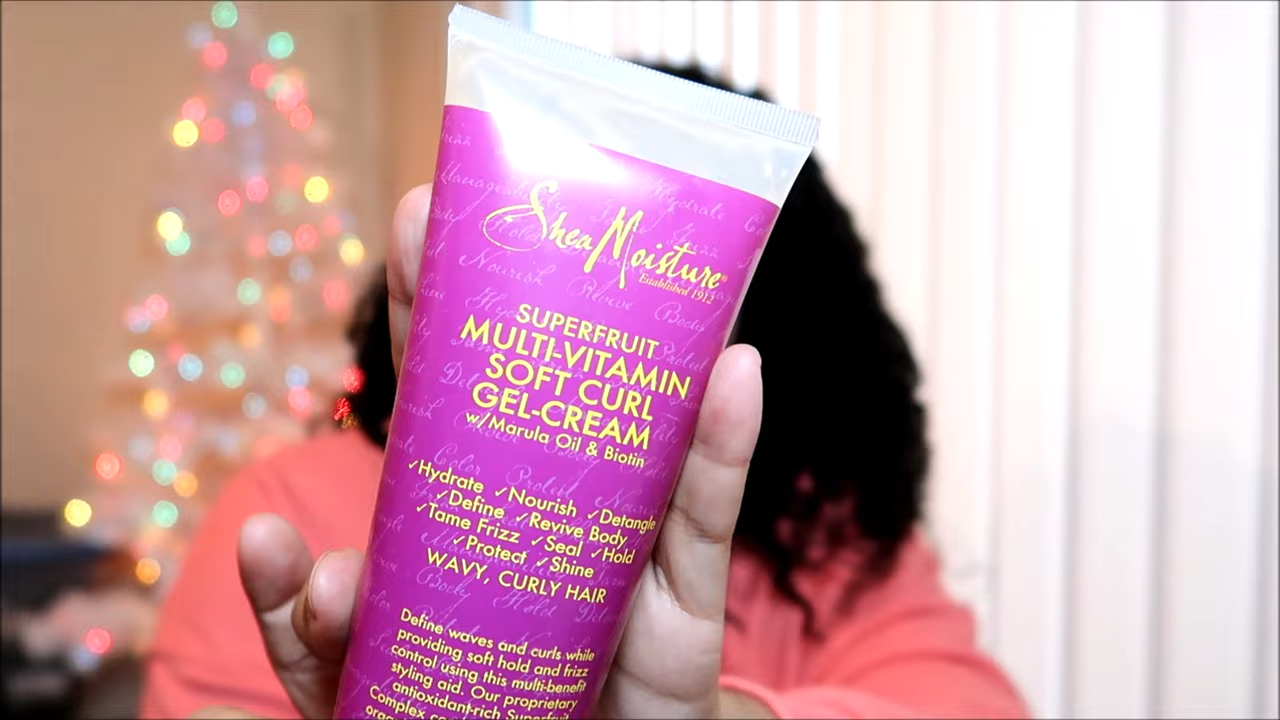 SheaMoisture®
Established 1912
SUPERFRUIT
MULTI-VITAMIN
SOFT CURL
GEL-CREAM
w/Marula Oil & Biotin
✓Hydrate ✓Nourish ✓Detangle
✓Define ✓Revive Body
✓Tame Frizz ✓Seal ✓Hold
✓Protect ✓Shine
WAVY, CURLY HAIR
Define waves and curls while
providing soft hold and frizz
control using this multi-benefit
styling aid. Our proprietary
antioxidant-rich Superfruit
Complex